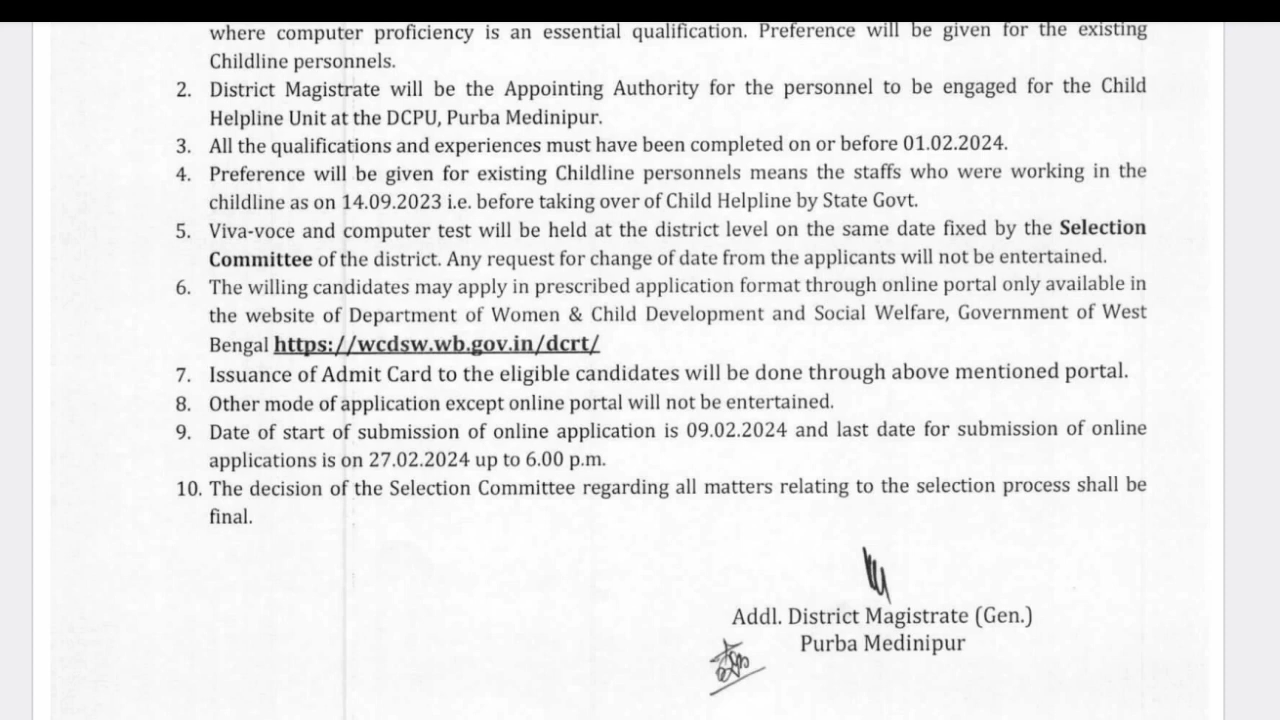 where computer proficiency is an essential qualification. Preference will be given for the existing
Childline personnels.
2. District Magistrate will be the Appointing Authority for the personnel to be engaged for the Child
Helpline Unit at the DCPU, Purba Medinipur.
3. All the qualifications and experiences must have been completed on or before 01.02.2024.
4. Preference will be given for existing Childline personnels means the staffs who were working in the
childline as on 14.09.2023 i.e. before taking over of Child Helpline by State Govt.
5. Viva-voce and computer test will be held at the district level on the same date fixed by the Selection
Committee of the district. Any request for change of date from the applicants will not be entertained.
6. The willing candidates may apply in prescribed application format through online portal only available in
the website of Department of Women & Child Development and Social Welfare, Government of West
Bengal https://wcdsw.wb.gov.in/dcrt/
7. Issuance of Admit Card to the eligible candidates will be done through above mentioned portal.
8. Other mode of application except online portal will not be entertained.
9. Date of start of submission of online application is 09.02.2024 and last date for submission of online
applications is on 27.02.2024 up to 6.00 p.m.
10. The decision of the Selection Committee regarding all matters relating to the selection process shall be
final.
Addl. District Magistrate (Gen.)
Purba Medinipur